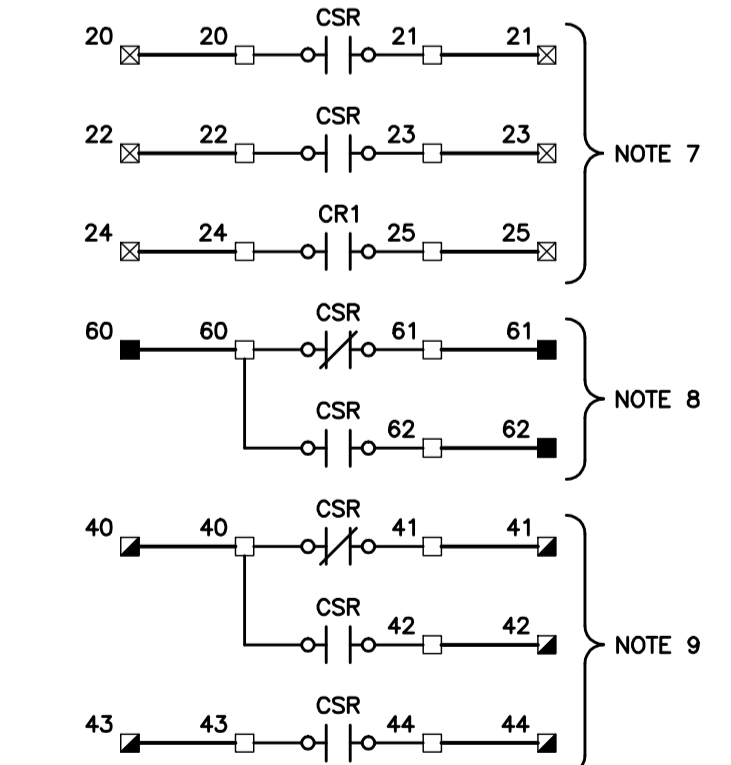 CSR
20 20 21 21
CSR
22 22 23 23
NOTE 7
CR1
24 24 25 25
CSR
60 60 61 61
NOTE 8
CSR
62 62
CSR
40 40 41 41
CSR
42 42
NOTE 9
CSR
43 43 44 44